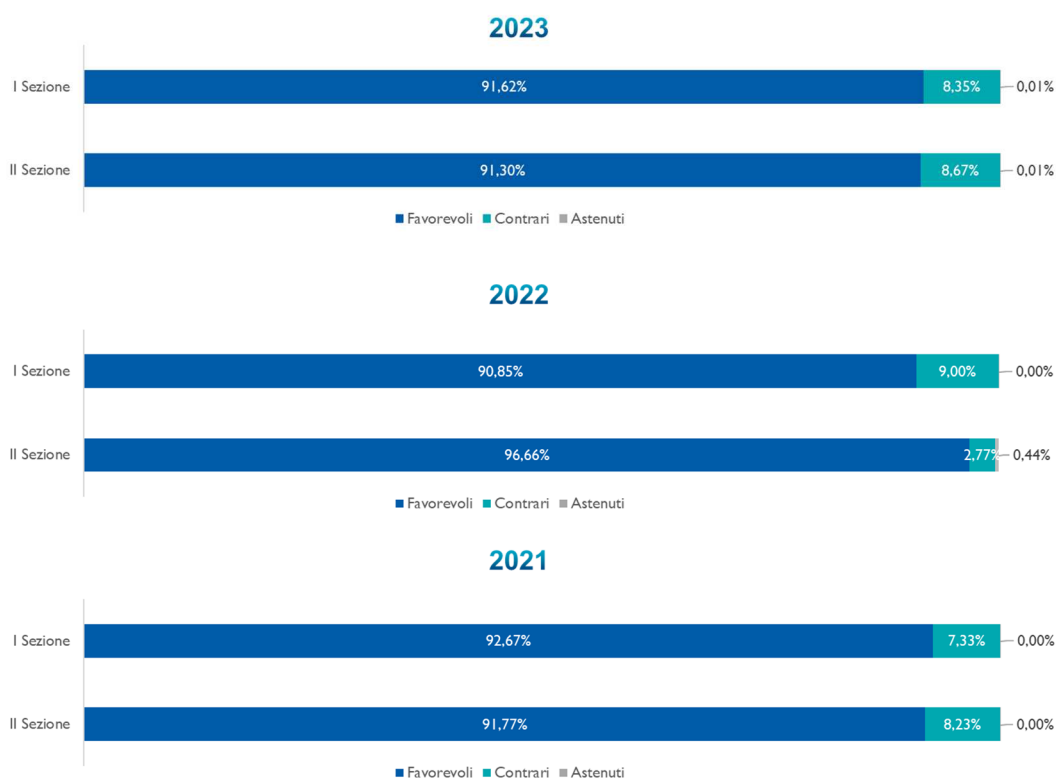 2023
I Sezione 91,62% 8,35% 0,01%
II Sezione 91,30% 8,67% 0,01%
Favorevoli Contrari Astenuti
2022
I Sezione 90,85% 9,00% 0,00%
II Sezione 96,66% 2,77% 0,44%
Favorevoli Contrari Astenuti
2021
I Sezione 92,67% 7,33% 0,00%
II Sezione 91,77% 8,23% 0,00%
Favorevoli Contrari Astenuti